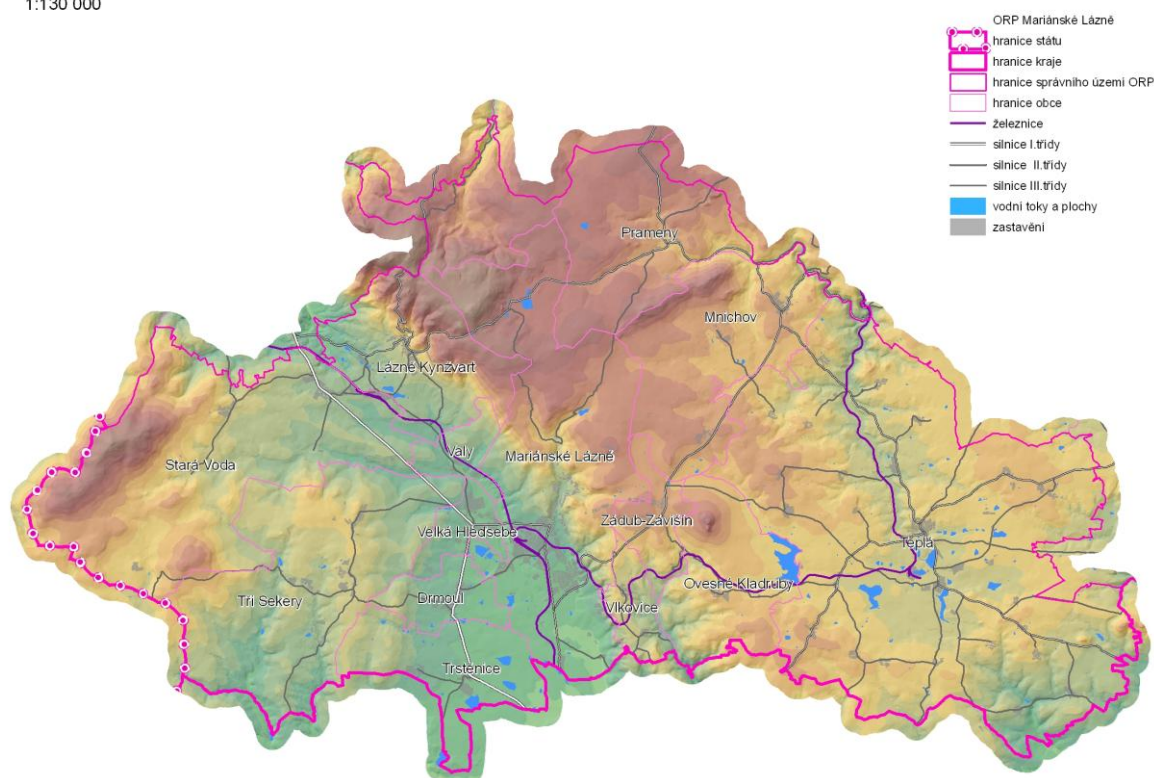 1:130 000
ORP Mariánské Lázně
hranice státu
hranice kraje
hranice správního území ORP
hranice obce
železnice
silnice I.třídy
silnice II.třídy
silnice III.třídy
vodní toky a plochy
zastavění
Prameny
Mnichov
Lázně Kynžvart
Stará Voda
Valy
Mariánské Lázně
Velká Hleďsebe
Zádub-Závišín
Teplá
Ovesné Kladruby
Tři Sekery
Drmoul
Vlkovice
Trstěnice